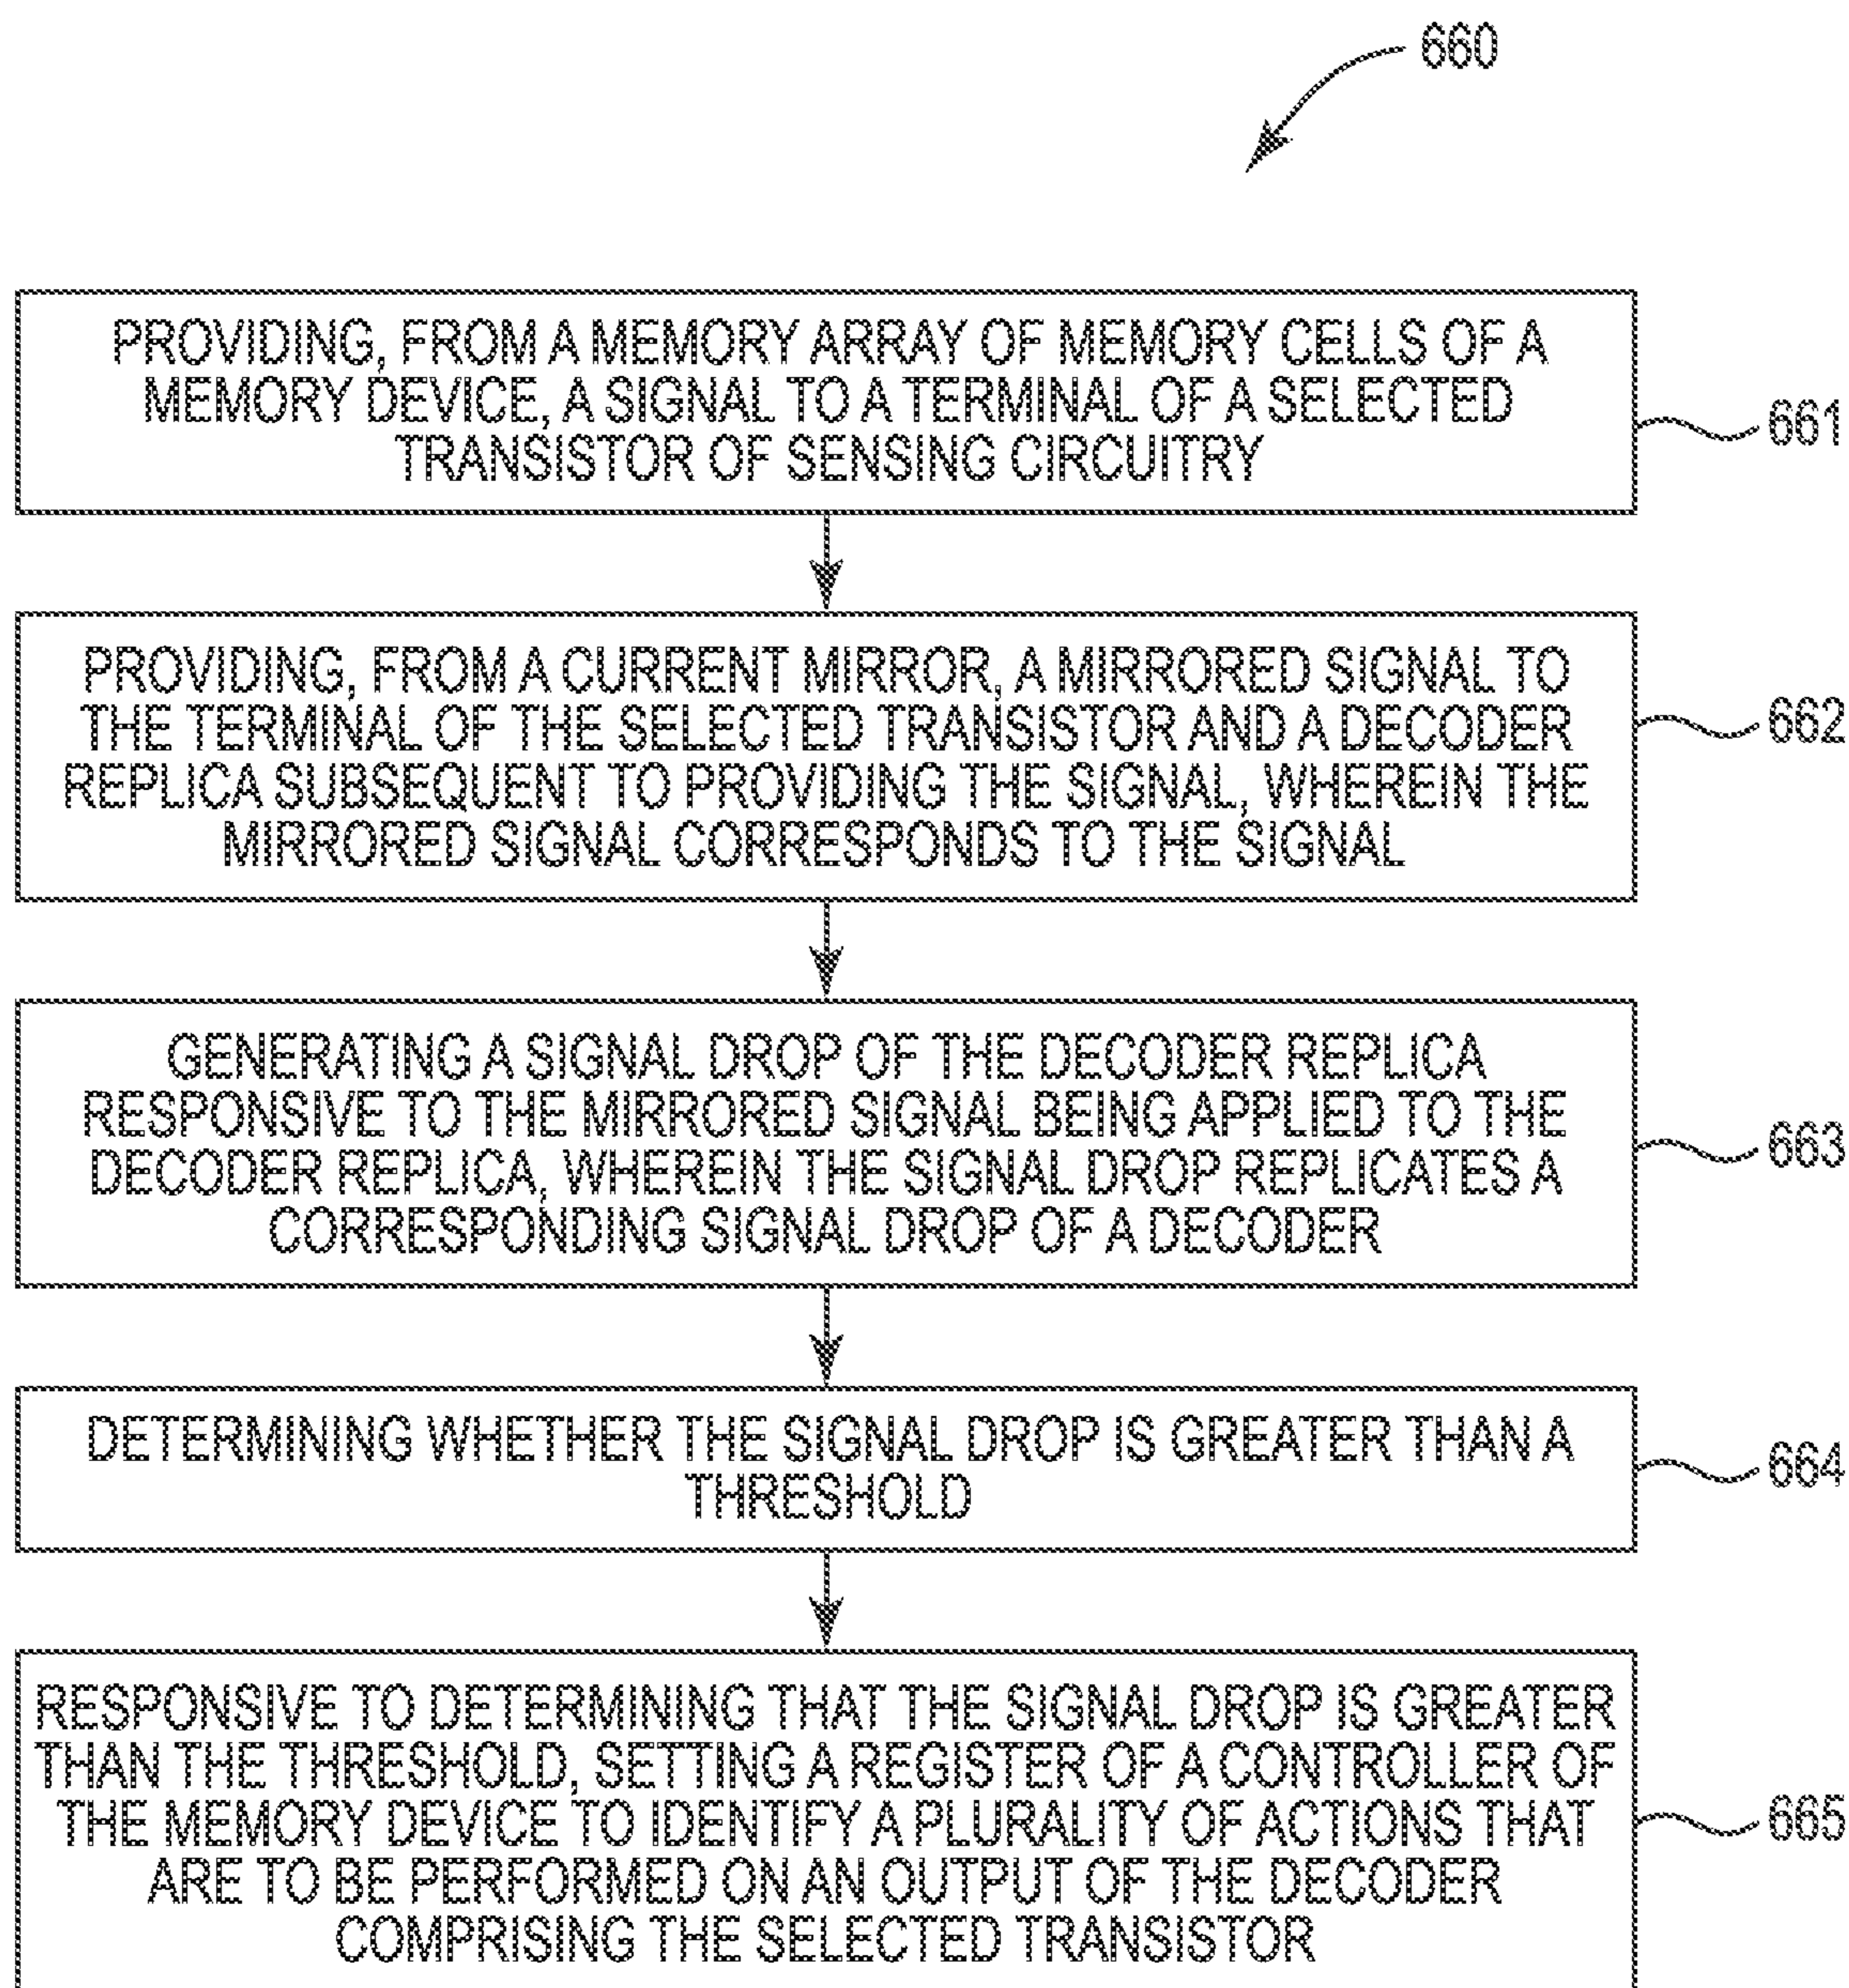 660
PROVIDING, FROM A MEMORY ARRAY OF MEMORY CELLS OF A
MEMORY DEVICE, A SIGNAL TO A TERMINAL OF A SELECTED
TRANSISTOR OF SENSING CIRCUITRY
661
PROVIDING, FROM A CURRENT MIRROR, A MIRRORED SIGNAL TO
THE TERMINAL OF THE SELECTED TRANSISTOR AND A DECODER
REPLICA SUBSEQUENT TO PROVIDING THE SIGNAL, WHEREIN THE
MIRRORED SIGNAL CORRESPONDS TO THE SIGNAL
662
GENERATING A SIGNAL DROP OF THE DECODER REPLICA
RESPONSIVE TO THE MIRRORED SIGNAL BEING APPLIED TO THE
DECODER REPLICA, WHEREIN THE SIGNAL DROP REPLICATES A
CORRESPONDING SIGNAL DROP OF A DECODER
663
DETERMINING WHETHER THE SIGNAL DROP IS GREATER THAN A
THRESHOLD
664
RESPONSIVE TO DETERMINING THAT THE SIGNAL DROP IS GREATER
THAN THE THRESHOLD, SETTING A REGISTER OF A CONTROLLER OF
THE MEMORY DEVICE TO IDENTIFY A PLURALITY OF ACTIONS THAT
ARE TO BE PERFORMED ON AN OUTPUT OF THE DECODER
COMPRISING THE SELECTED TRANSISTOR
665